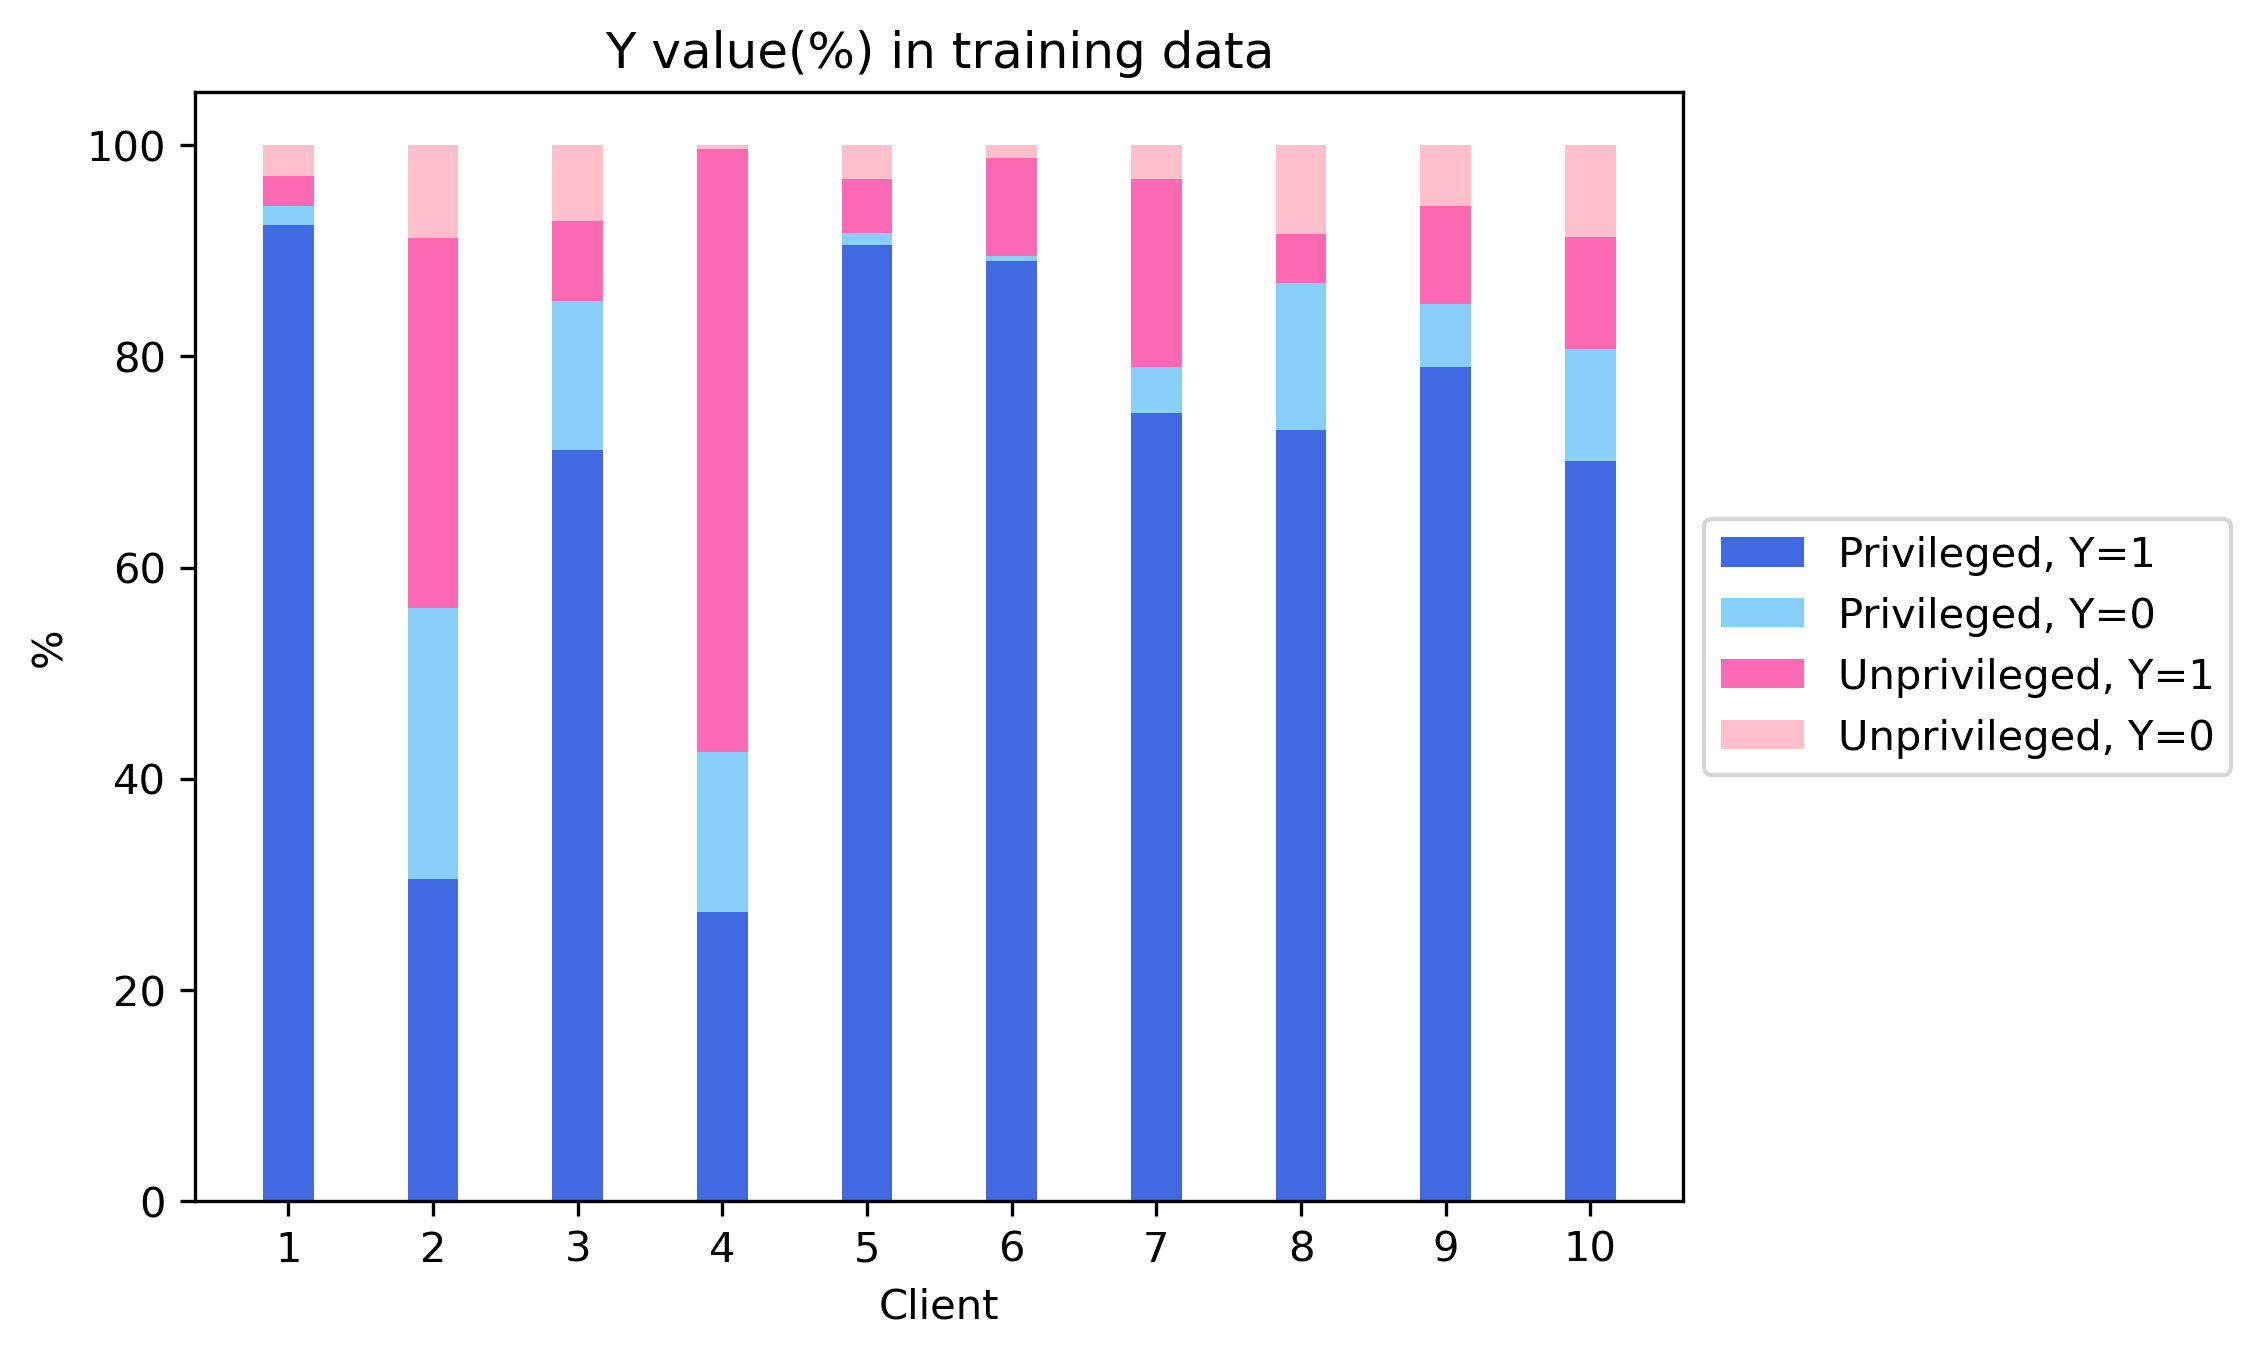 Y value(%) in training data
100
80
60
40
20
0
%
1 2 3 4 5 6 7 8 9 10
Client
Privileged, Y=1
Privileged, Y=0
Unprivileged, Y=1
Unprivileged, Y=0